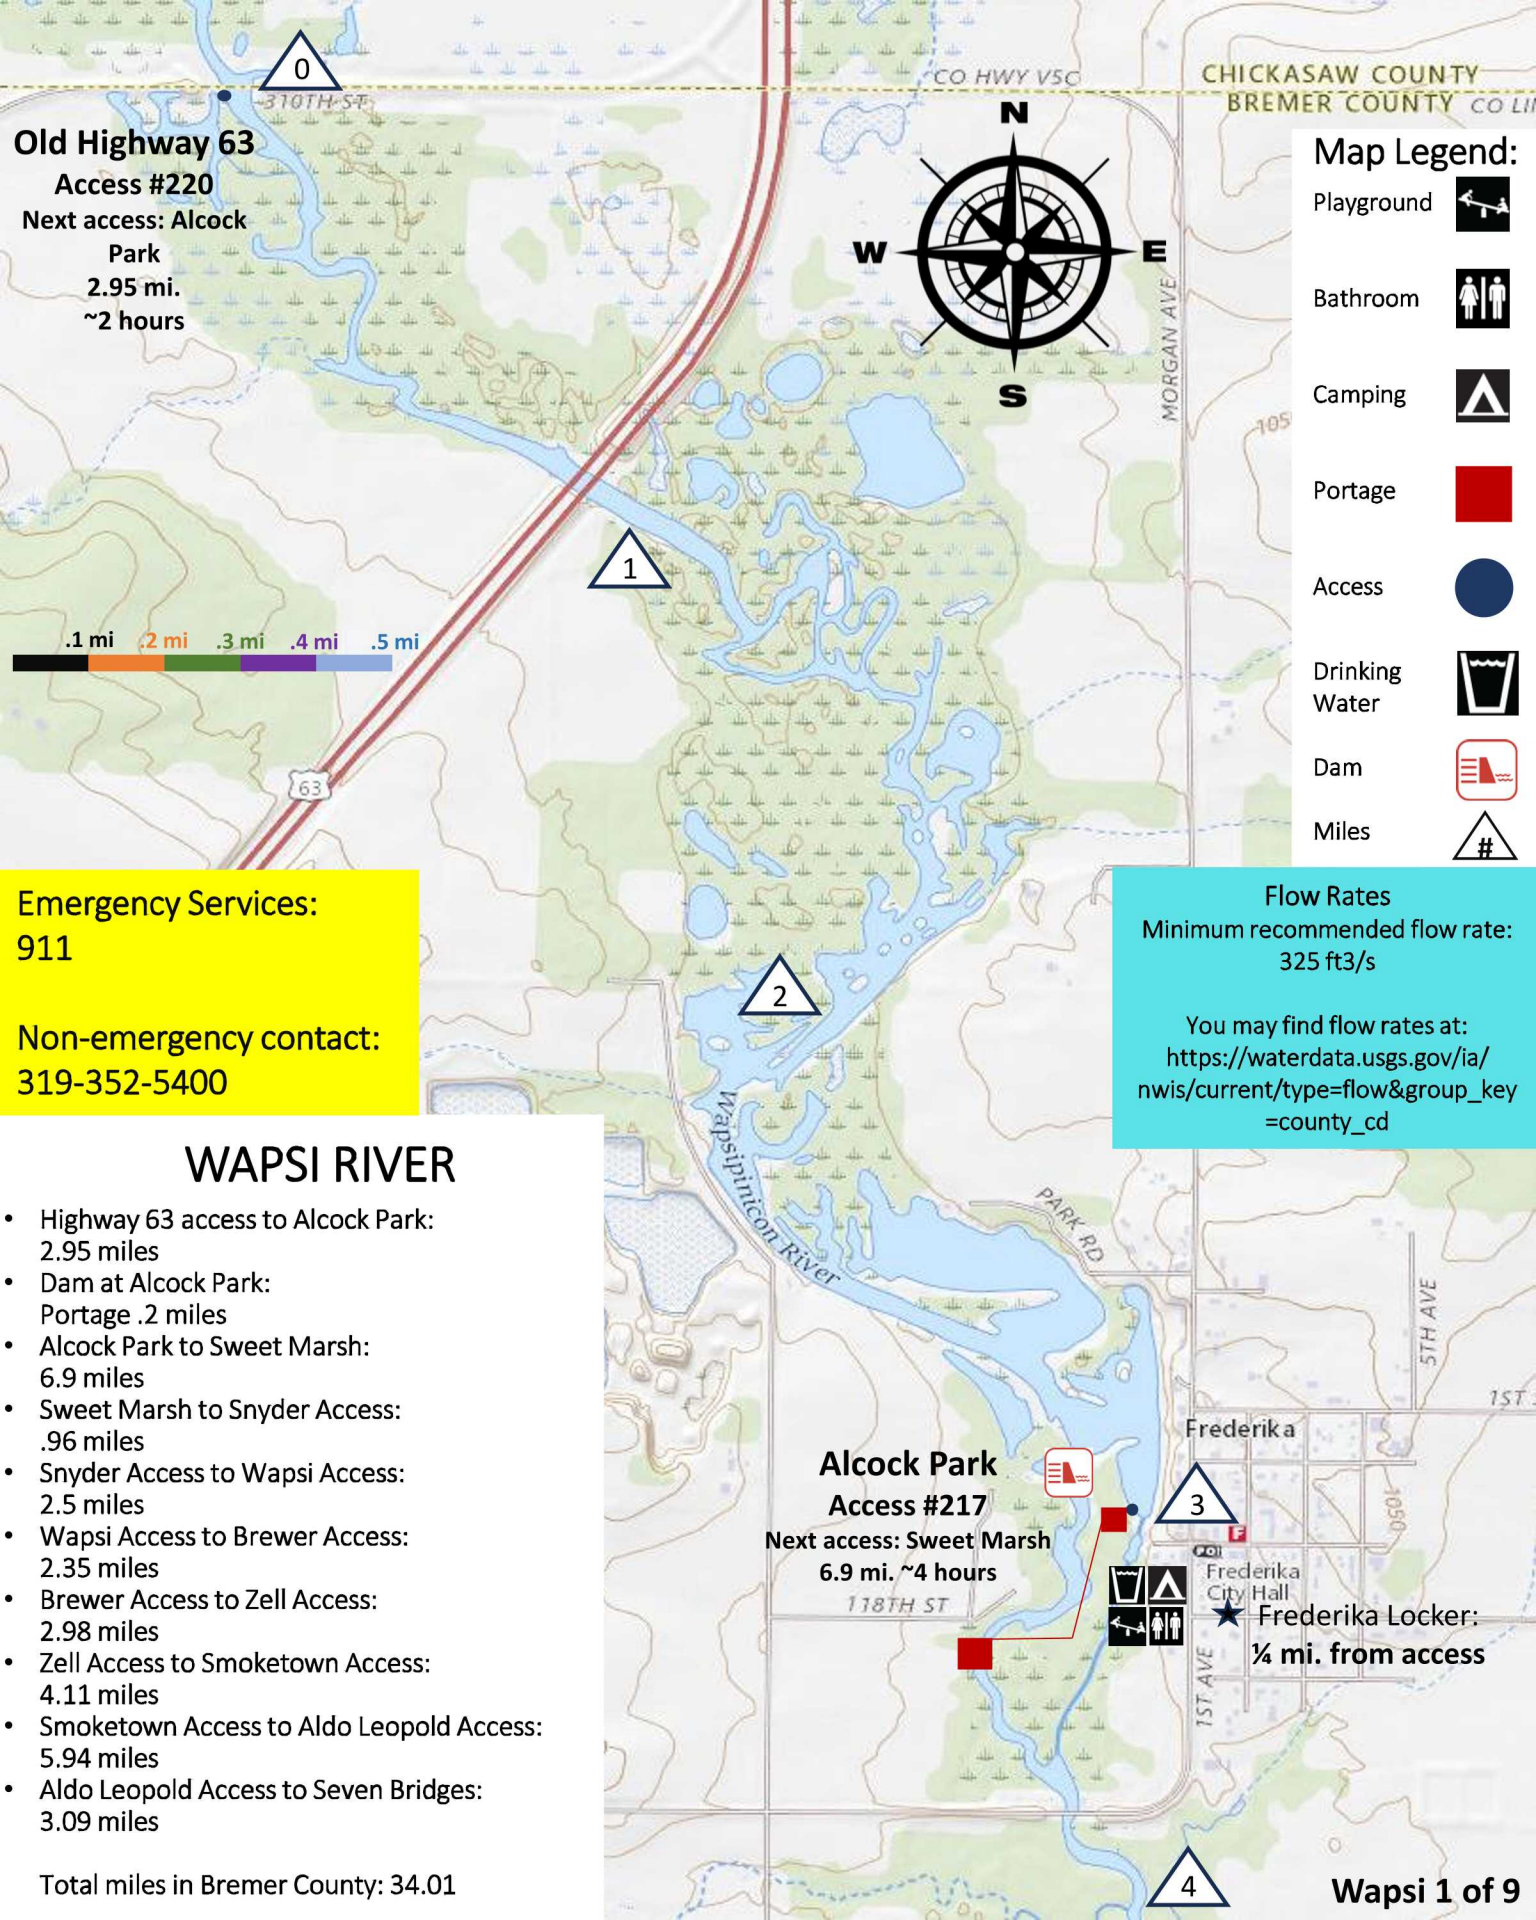 0
CO HWY V5C
CHICKASAW COUNTY
BREMER COUNTY
310TH ST
Old Highway 63
Access #220
Next access: Alcock
Park
2.95 mi.
~2 hours
N
W
E
S
MORGAN AVE
Map Legend:
Playground
Bathroom
Camping
Portage
Access
Drinking
Water
Dam
Miles
#
1
.1 mi
.2 mi
.3 mi
.4 mi
.5 mi
63
Emergency Services:
911
Non-emergency contact:
319-352-5400
2
Flow Rates
Minimum recommended flow rate:
325 ft3/s
You may find flow rates at:
https://waterdata.usgs.gov/ia/
nwis/current/type=flow&group_key
=county_cd
Wapsipinicon River
PARK RD
5TH AVE
1ST
WAPSI RIVER
• Highway 63 access to Alcock Park:
2.95 miles
• Dam at Alcock Park:
Portage .2 miles
• Alcock Park to Sweet Marsh:
6.9 miles
• Sweet Marsh to Snyder Access:
.96 miles
• Snyder Access to Wapsi Access:
2.5 miles
• Wapsi Access to Brewer Access:
2.35 miles
• Brewer Access to Zell Access:
2.98 miles
• Zell Access to Smoketown Access:
4.11 miles
• Smoketown Access to Aldo Leopold Access:
5.94 miles
• Aldo Leopold Access to Seven Bridges:
3.09 miles
Total miles in Bremer County: 34.01
Frederika
Alcock Park
Access #217
Next access: Sweet Marsh
6.9 mi. ~4 hours
118TH ST
3
1050
F
Frederika
City Hall
Frederika Locker:
¼ mi. from access
1ST AVE
4
Wapsi 1 of 9